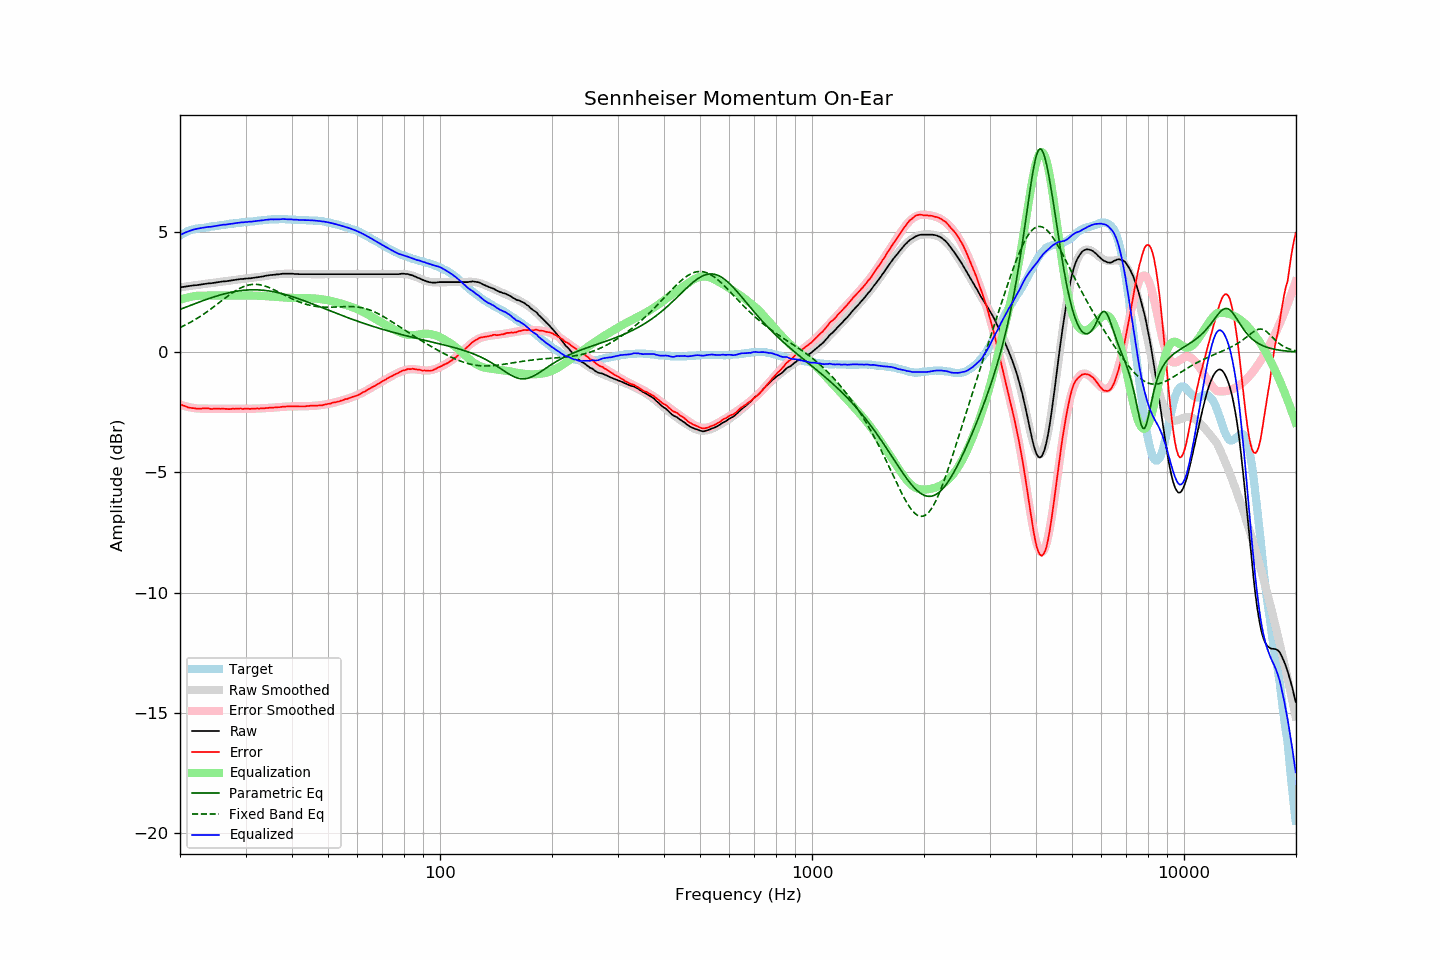 Sennheiser Momentum On-Ear
5
0
−5
−10
−15
−20
Amplitude (dBr)
Target
Raw Smoothed
Error Smoothed
Raw
Error
Equalization
Parametric Eq
Fixed Band Eq
Equalized
100
1000
10000
Frequency (Hz)